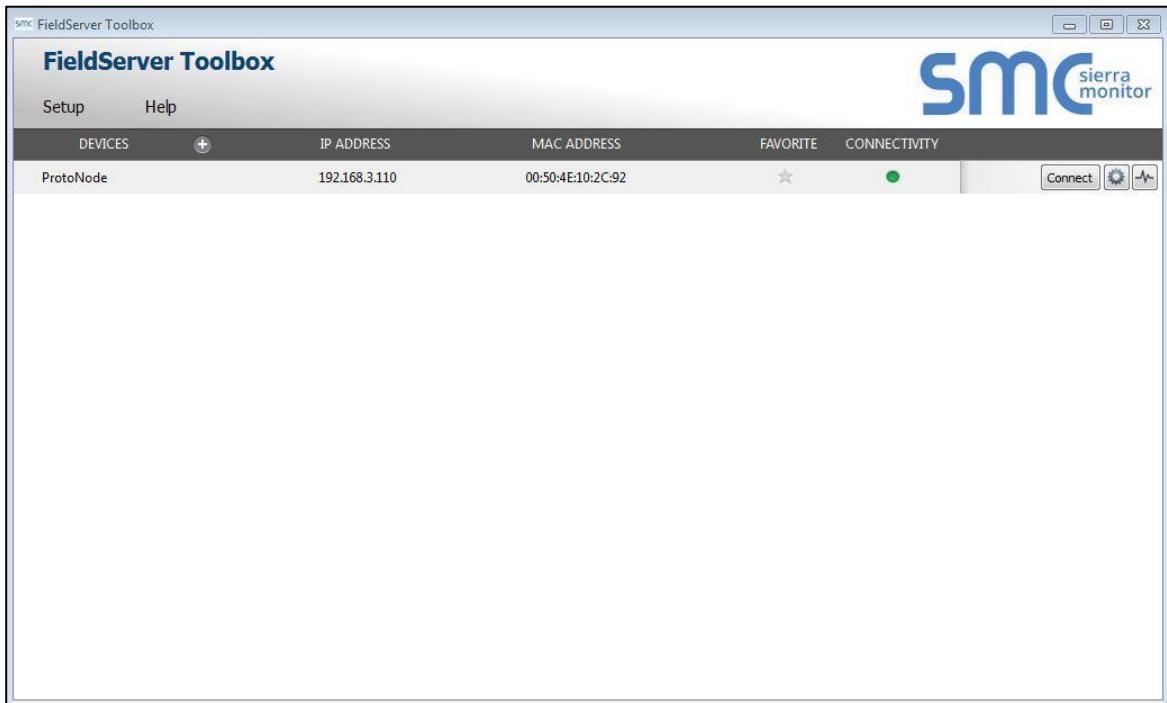 smc FieldServer Toolbox
FieldServer Toolbox
smc sierra monitor
Setup Help
DEVICES IP ADDRESS MAC ADDRESS FAVORITE CONNECTIVITY
ProtoNode 192.168.3.110 00:50:4E:10:2C:92 Connect